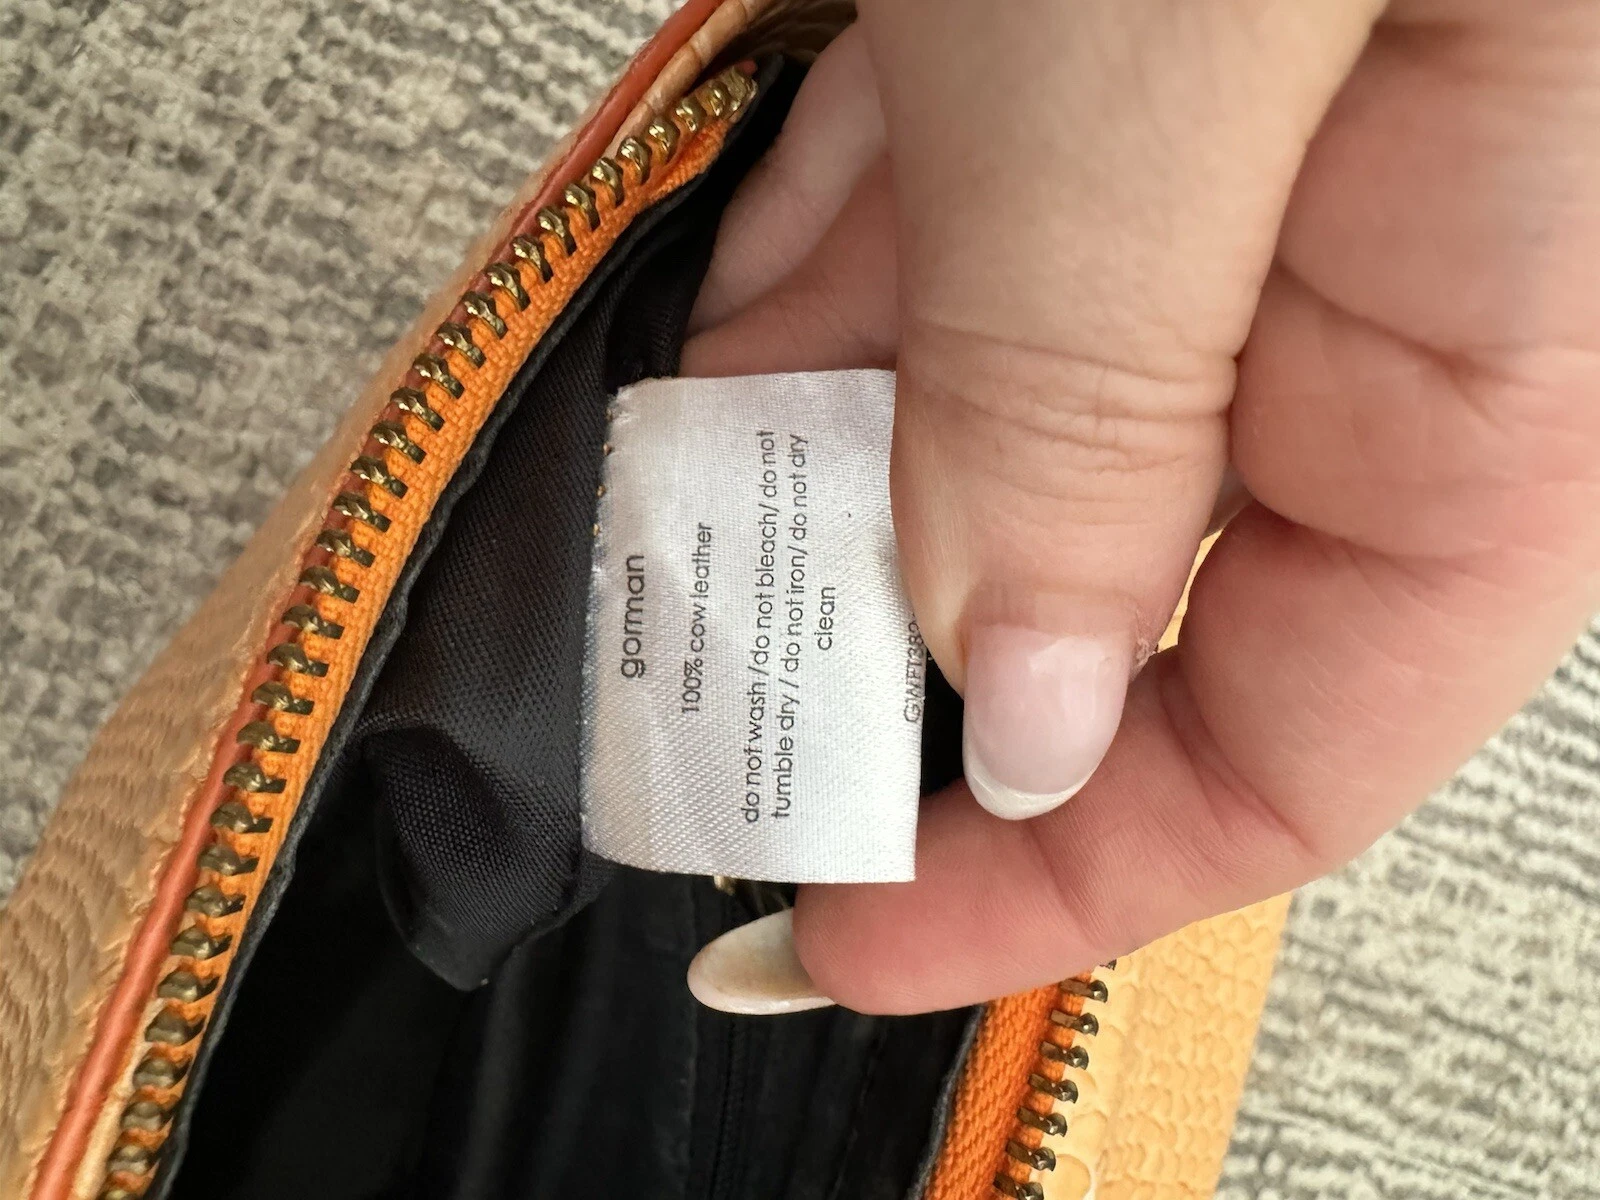 gorman
100% cow leather
do not wash / do not bleach / do not
tumble dry / do not iron / do not dry
clean